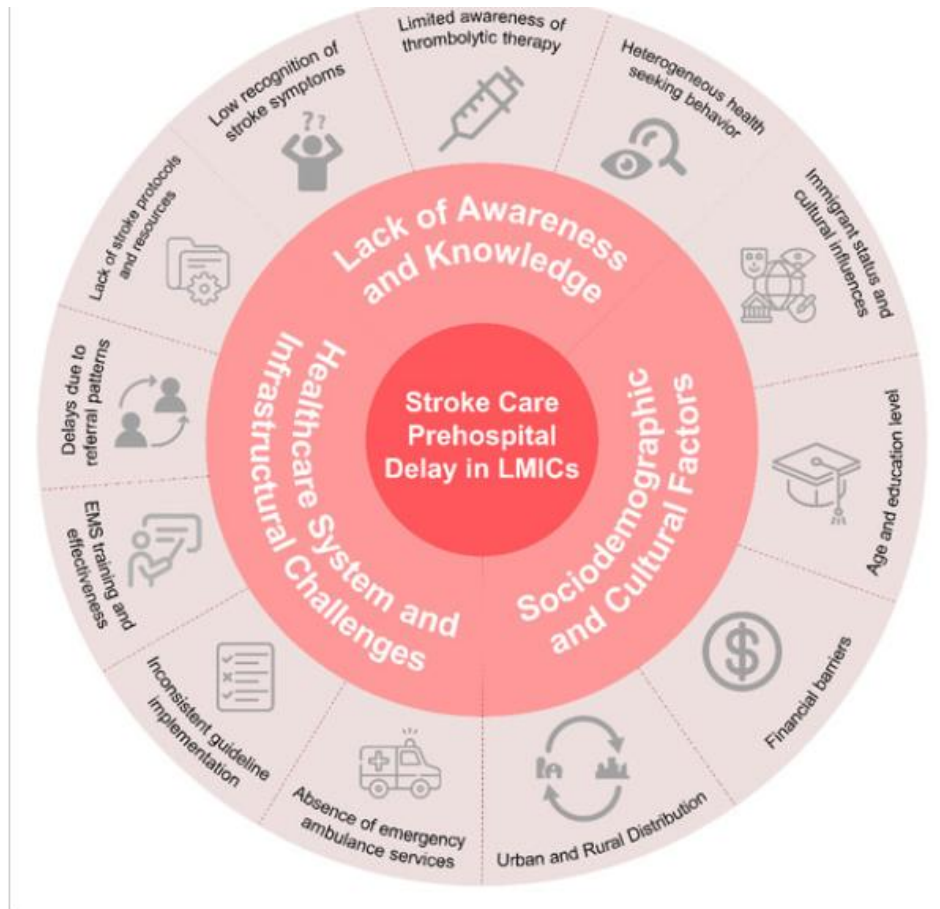 Limited awareness of
thrombolytic therapy
Heterogeneous health
seeking behavior
Immigrant status and
cultural influences
Age and education level
Financial barriers
Urban and Rural Distribution
Absence of emergency
ambulance services
Inconsistent guideline
implementation
EMS training and
effectiveness
Delays due to
referral patterns
Lack of stroke protocols
and resources
Low recognition of
stroke symptoms
??
Lack of Awareness
and Knowledge
Sociodemographic
and Cultural Factors
Healthcare System and
Infrastructural Challenges
Stroke Care
Prehospital
Delay in LMICs
$